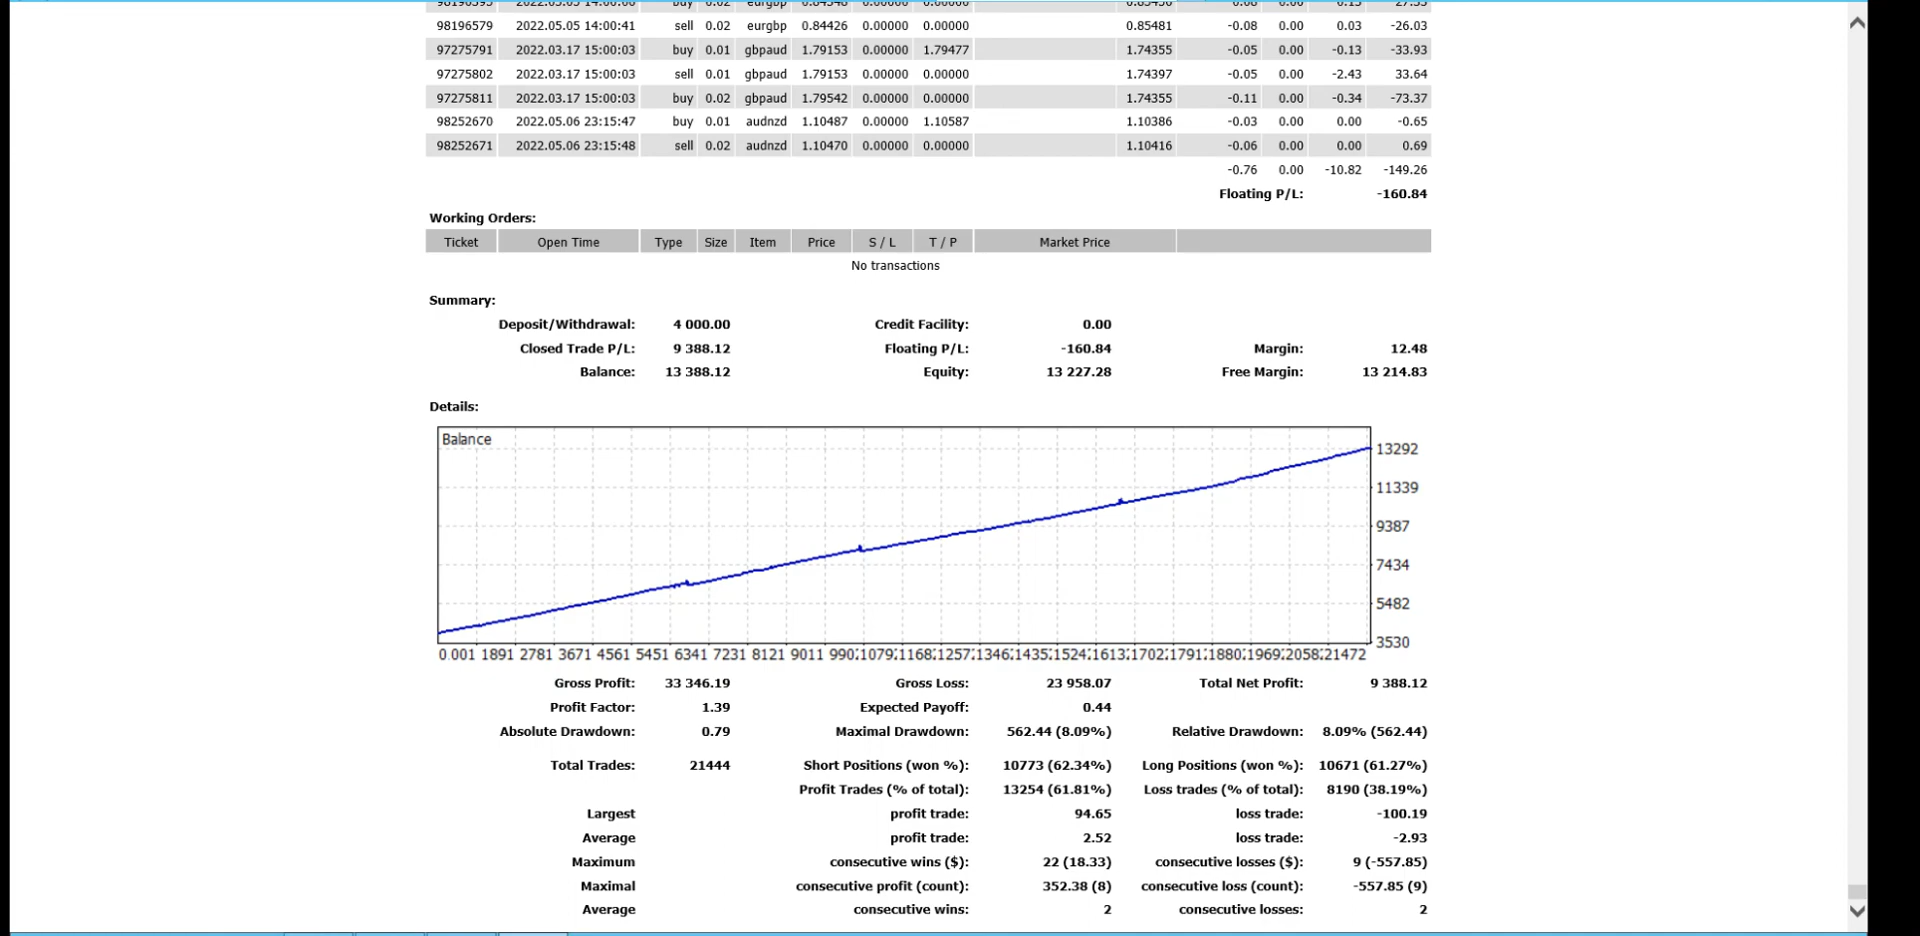 98196579 2022.05.05 14:00:41 sell 0.02 eurgbp 0.84426 0.00000 0.00000 0.85481 -0.08 0.00 0.03 -26.03
97275791 2022.03.17 15:00:03 buy 0.01 gbpaud 1.79153 0.00000 1.79477 1.74355 -0.05 0.00 -0.13 -33.93
97275802 2022.03.17 15:00:03 sell 0.01 gbpaud 1.79153 0.00000 0.00000 1.74397 -0.05 0.00 -2.43 33.64
97275811 2022.03.17 15:00:03 buy 0.02 gbpaud 1.79542 0.00000 0.00000 1.74355 -0.11 0.00 -0.34 -73.37
98252670 2022.05.06 23:15:47 buy 0.01 audnzd 1.10487 0.00000 1.10587 1.10386 -0.03 0.00 0.00 -0.65
98252671 2022.05.06 23:15:48 sell 0.02 audnzd 1.10470 0.00000 0.00000 1.10416 -0.06 0.00 0.00 0.69
-0.76 0.00 -10.82 -149.26
Floating P/L: -160.84
Working Orders:
Ticket Open Time Type Size Item Price S / L T / P Market Price
No transactions
Summary:
Deposit/Withdrawal: 4 000.00 Credit Facility: 0.00
Closed Trade P/L: 9 388.12 Floating P/L: -160.84 Margin: 12.48
Balance: 13 388.12 Equity: 13 227.28 Free Margin: 13 214.83
Details:
Balance
13292
11339
9387
7434
5482
3530
0.001 1891 2781 3671 4561 5451 6341 7231 8121 9011
Gross Profit: 33 346.19 Gross Loss: 23 958.07 Total Net Profit: 9 388.12
Profit Factor: 1.39 Expected Payoff: 0.44
Absolute Drawdown: 0.79 Maximal Drawdown: 562.44 (8.09%) Relative Drawdown: 8.09% (562.44)
Total Trades: 21444 Short Positions (won %): 10773 (62.34%) Long Positions (won %): 10671 (61.27%)
Profit Trades (% of total): 13254 (61.81%) Loss trades (% of total): 8190 (38.19%)
Largest profit trade: 94.65 loss trade: -100.19
Average profit trade: 2.52 loss trade: -2.93
Maximum consecutive wins ($): 22 (18.33) consecutive losses ($): 9 (-557.85)
Maximal consecutive profit (count): 352.38 (8) consecutive loss (count): -557.85 (9)
Average consecutive wins: 2 consecutive losses: 2